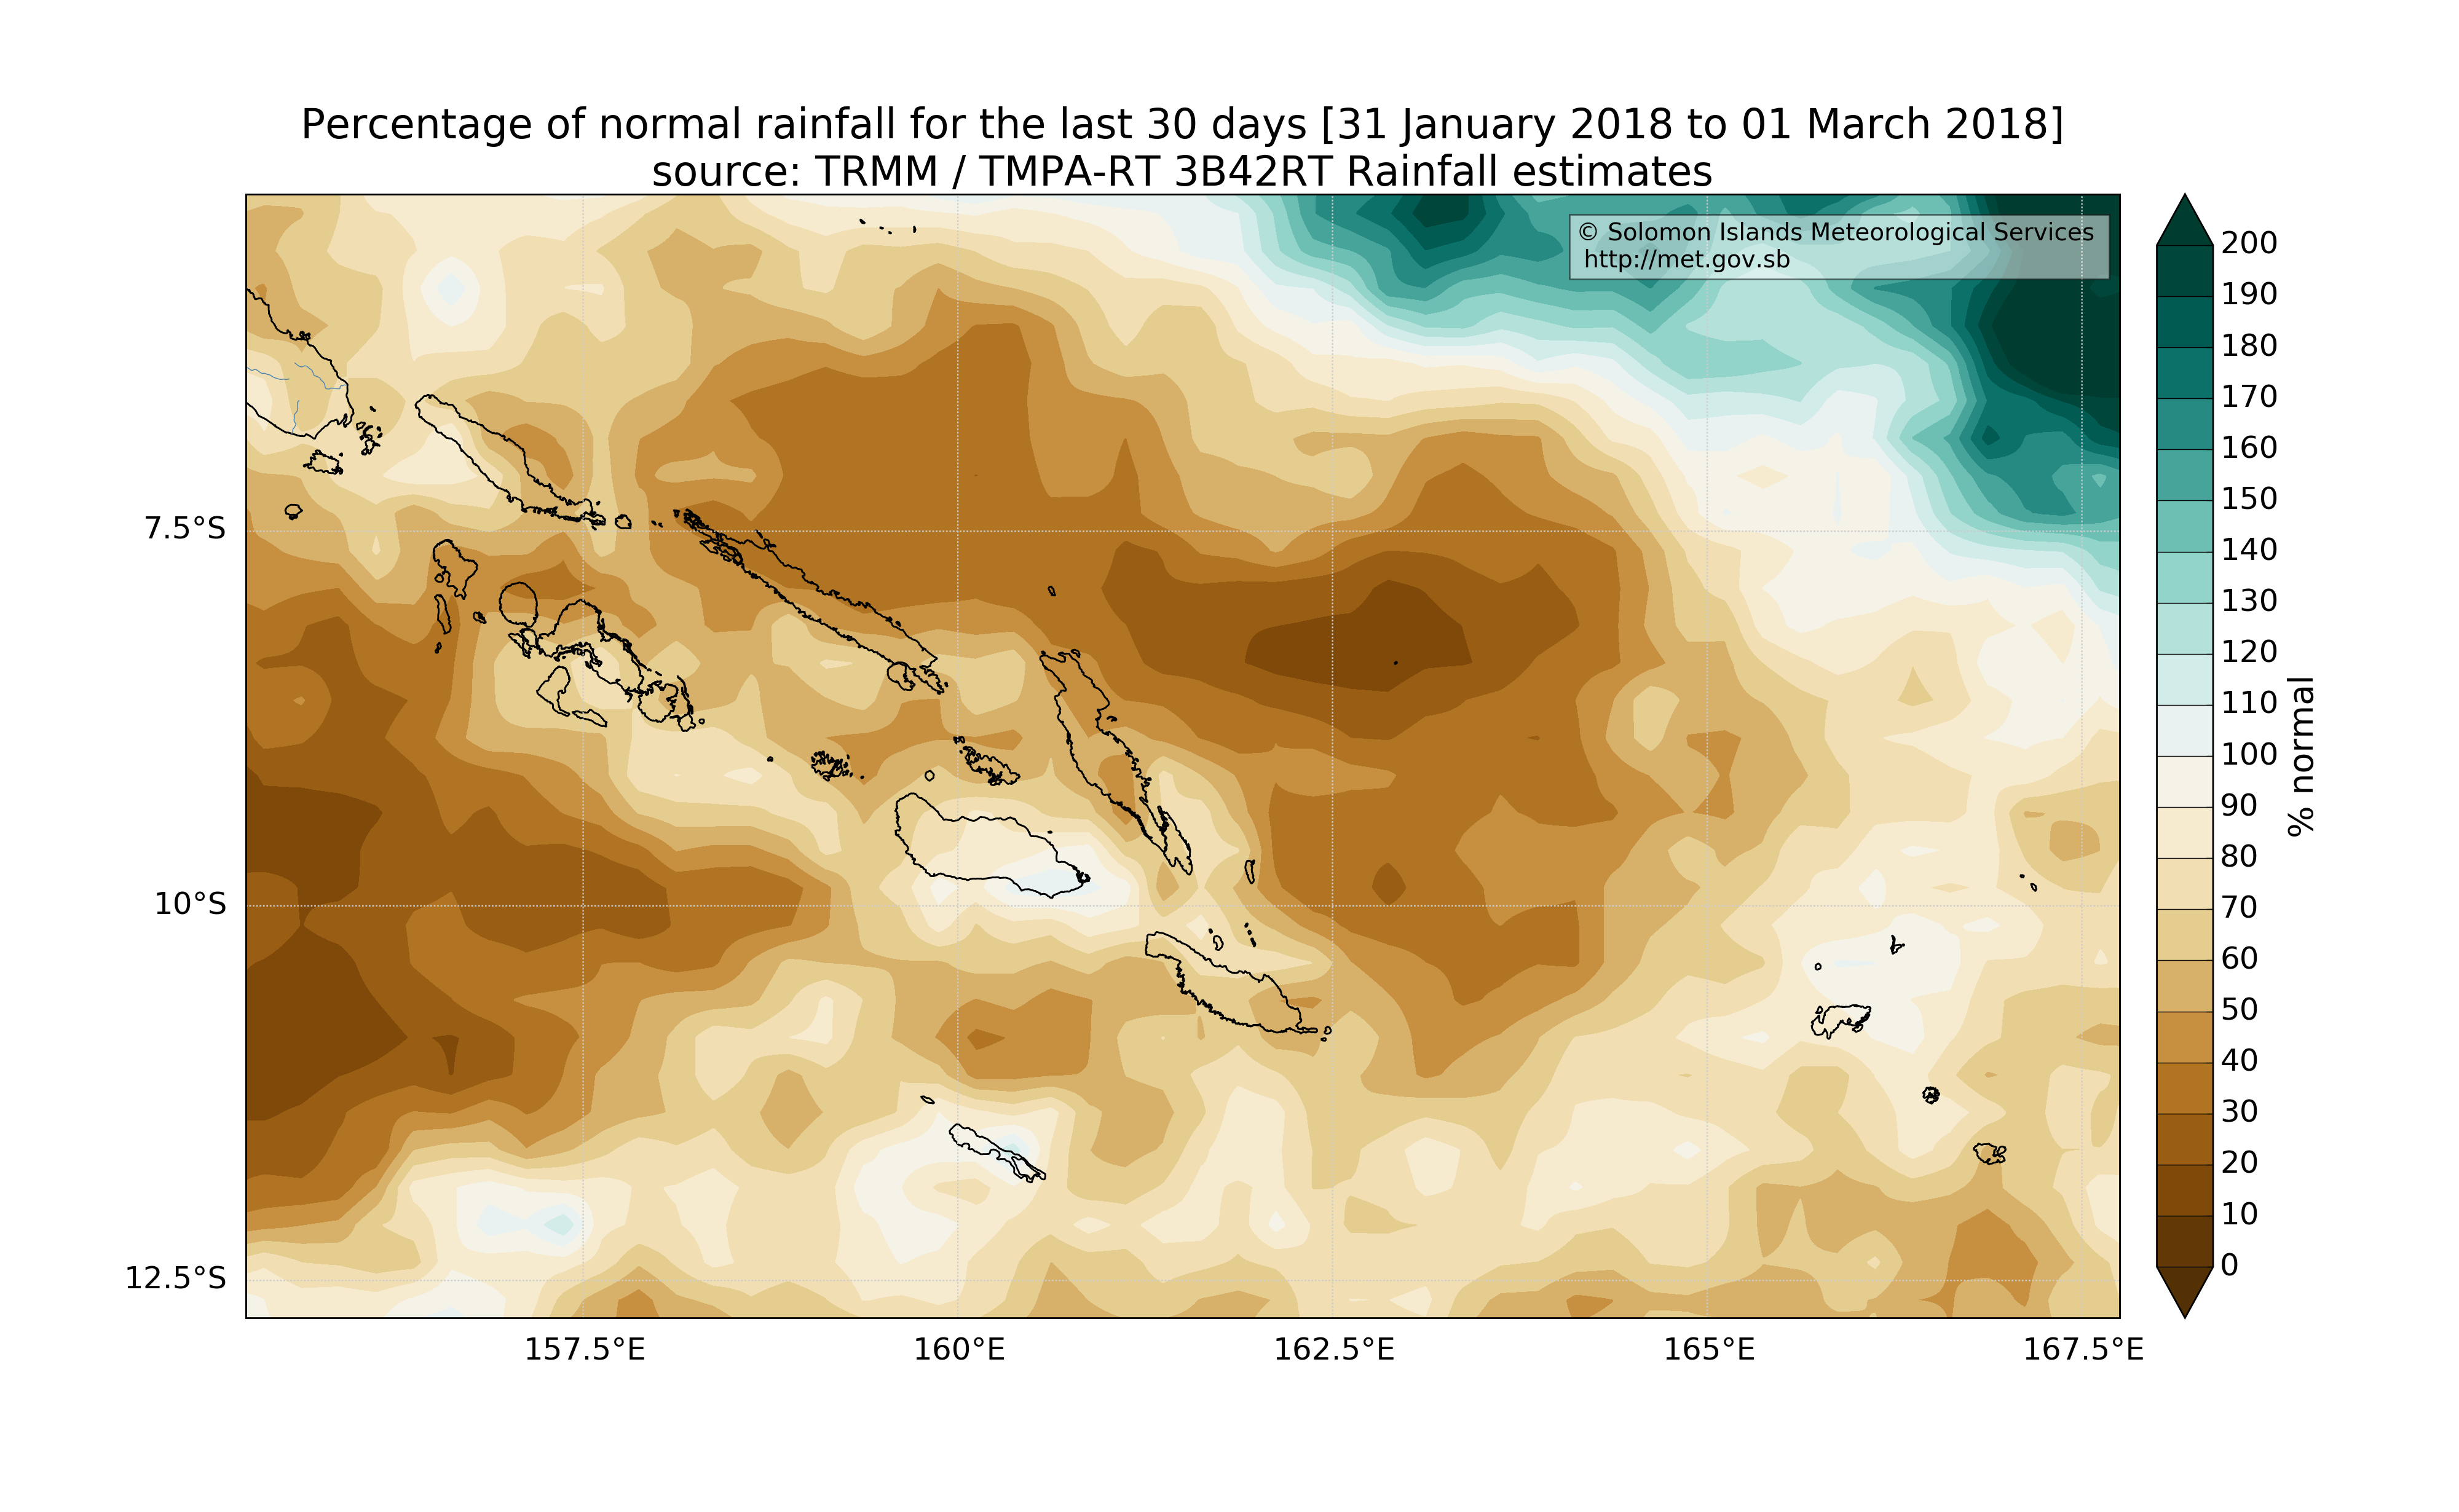 Percentage of normal rainfall for the last 30 days [31 January 2018 to 01 March 2018]
source: TRMM / TMPA-RT 3B42RT Rainfall estimates
© Solomon Islands Meteorological Services
http://met.gov.sb
7.5°S
10°S
12.5°S
157.5°E
160°E
162.5°E
165°E
167.5°E
200
190
180
170
160
150
140
130
120
110
100
90
80
70
60
50
40
30
20
10
0
% normal